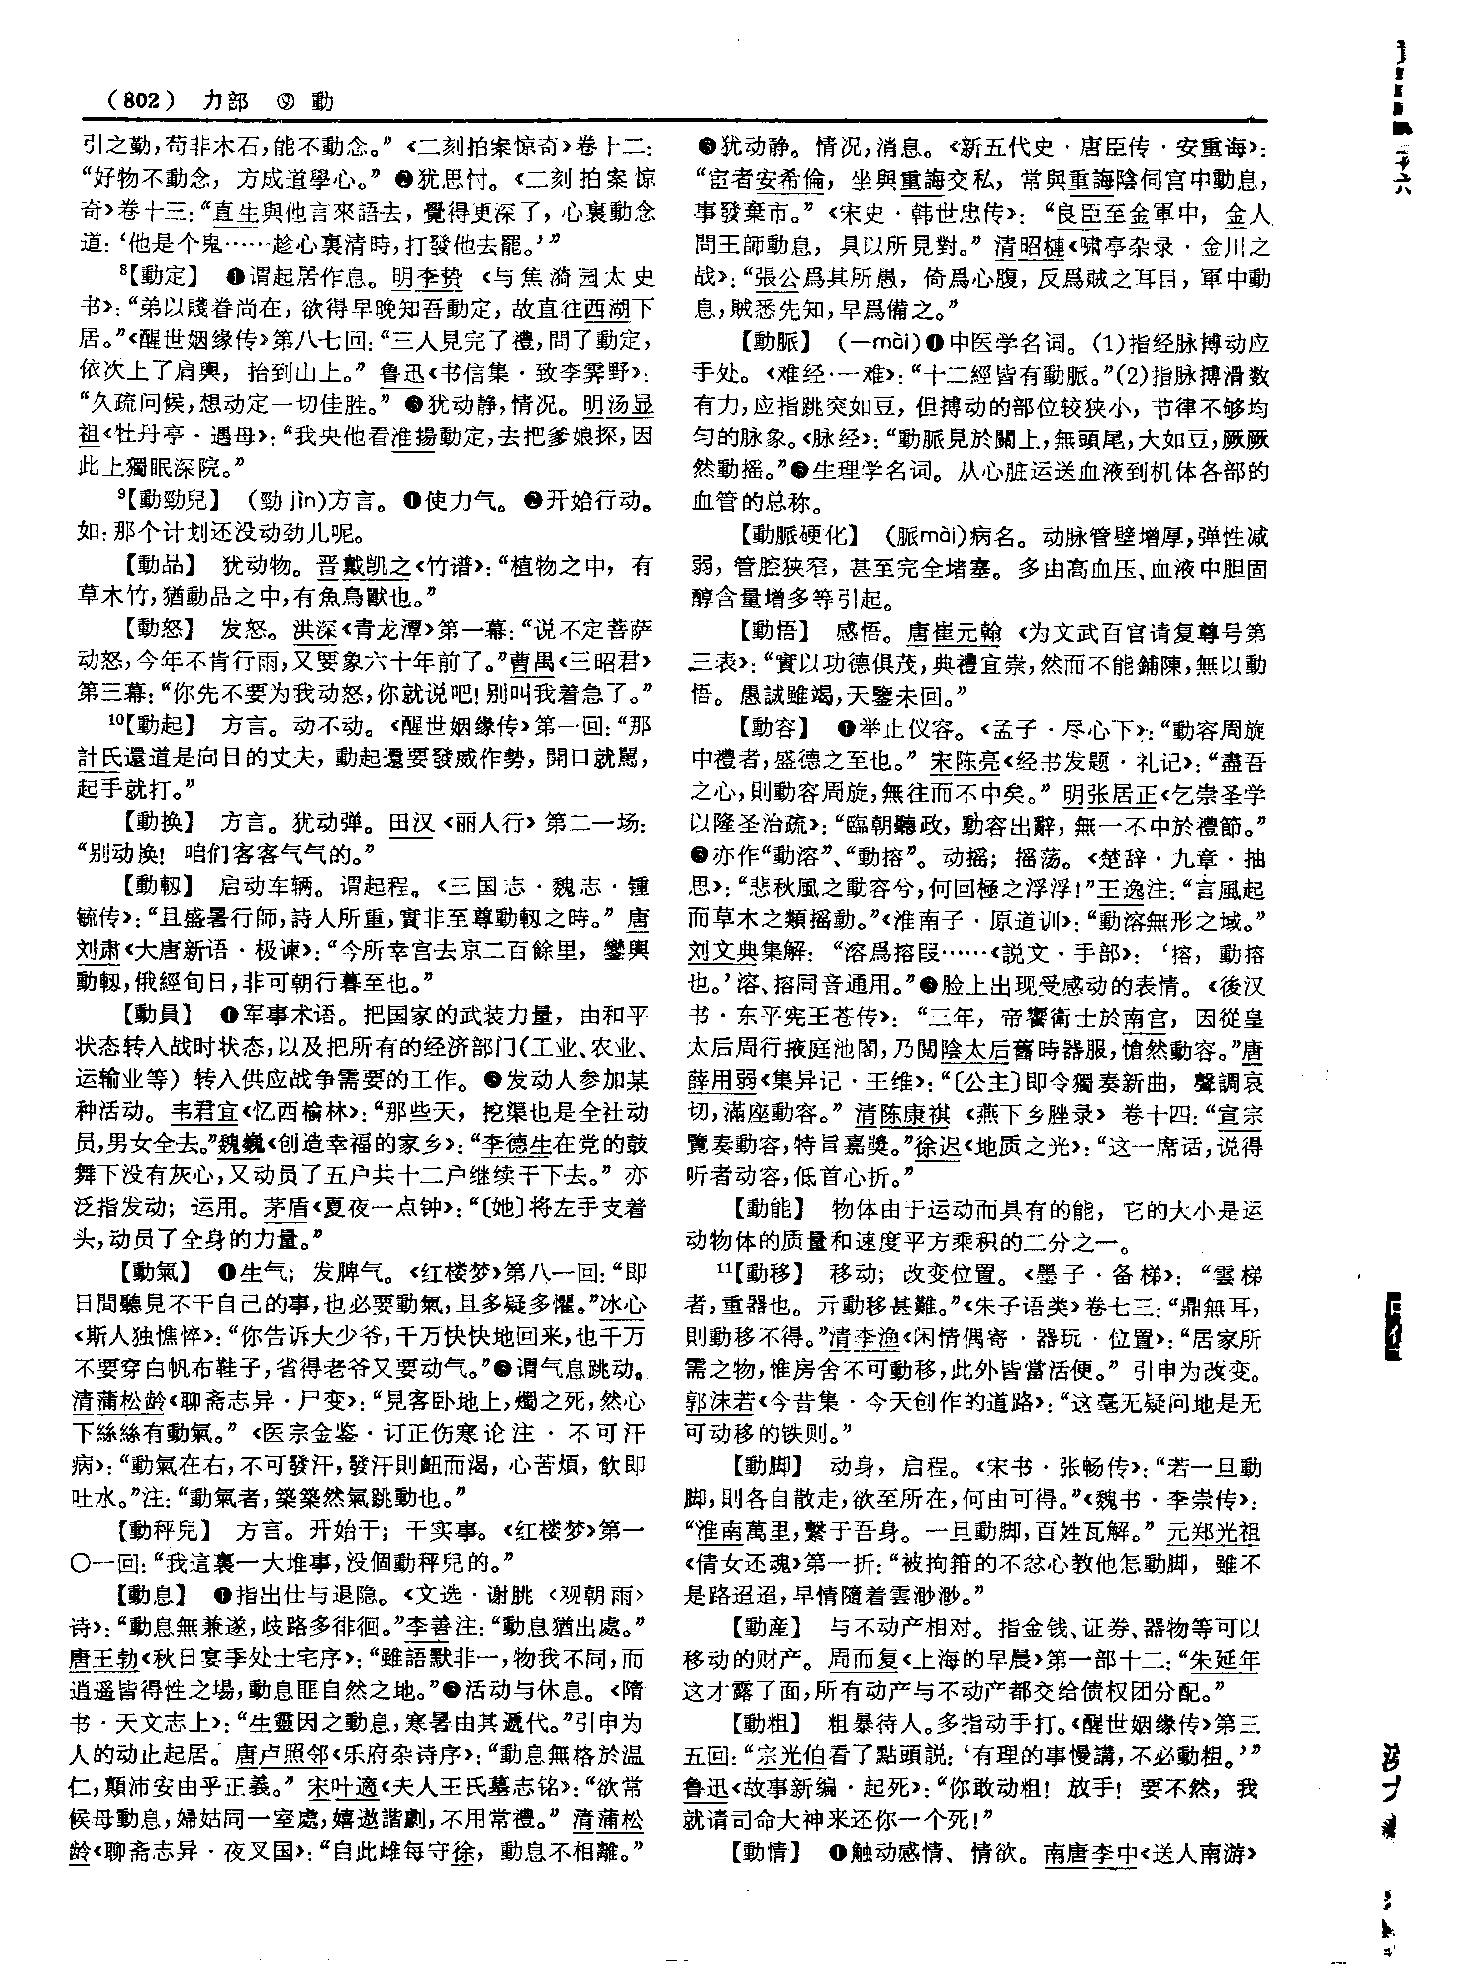 （802） 力部 ⑨ 動
引之勤，苟非木石，能不動念。”《二刻拍案惊奇》卷十二：
“好物不動念，方成道學心。”❷犹思忖。《二刻拍案惊
奇》卷十三：“直生與他言來語去，覺得更深了，心裏動念
道：‘他是个鬼……趁心裏清時，打發他去罷。’”
⁸【動定】 ❶谓起居作息。明李贽《与焦漪园太史
书》：“弟以賤眷尚在，欲得早晚知吾動定，故直往西湖下
居。”《醒世姻缘传》第八七回：“三人見完了禮，問了動定，
依次上了肩輿，抬到山上。”鲁迅《书信集·致李霁野》：
“久疏问候，想动定一切佳胜。”❷犹动静，情况。明汤显
祖《牡丹亭·遇母》：“我央他看淮揚動定，去把爹娘探，因
此上獨眠深院。”
⁹【動勁兒】 （勁jìn）方言。❶使力气。❷开始行动。
如：那个计划还没动劲儿呢。
【動品】 犹动物。晋戴凯之《竹谱》：“植物之中，有
草木竹，猶動品之中，有魚鳥獸也。”
【動怒】 发怒。洪深《青龙潭》第一幕：“说不定菩萨
动怒，今年不肯行雨，又要象六十年前了。”曹禺《王昭君》
第三幕：“你先不要为我动怒，你就说吧！别叫我着急了。”
¹⁰【動起】 方言。动不动。《醒世姻缘传》第一回：“那
計氏還道是向日的丈夫，動起還要發威作勢，開口就駡，
起手就打。”
【動换】 方言。犹动弹。田汉《丽人行》第二一场：
“别动换！咱们客客气气的。”
【動軔】 启动车辆。谓起程。《三国志·魏志·锺
毓传》：“且盛暑行師，詩人所重，實非至尊動軔之時。”唐
刘肃《大唐新语·极谏》：“今所幸宫去京二百餘里，鑾輿
動軔，俄經旬日，非可朝行暮至也。”
【動員】 ❶军事术语。把国家的武装力量，由和平
状态转入战时状态，以及把所有的经济部门（工业、农业、
运输业等）转入供应战争需要的工作。❷发动人参加某
种活动。韦君宜《忆西榆林》：“那些天，挖渠也是全社动
员，男女全去。”魏巍《创造幸福的家乡》：“李德生在党的鼓
舞下没有灰心，又动员了五户共十二户继续干下去。”亦
泛指发动；运用。茅盾《夏夜一点钟》：“〔她〕将左手支着
头，动员了全身的力量。”
【動氣】 ❶生气；发脾气。《红楼梦》第八一回：“即
日間聽見不干自己的事，也必要動氣，且多疑多懼。”冰心
《斯人独憔悴》：“你告诉大少爷，千万快快地回来，也千万
不要穿白帆布鞋子，省得老爷又要动气。”❷谓气息跳动。
清蒲松龄《聊斋志异·尸变》：“見客卧地上，燭之死，然心
下絲絲有動氣。”《医宗金鉴·订正伤寒论注·不可汗
病》：“動氣在右，不可發汗，發汗則衄而渴，心苦煩，飲即
吐水。”注：“動氣者，築築然氣跳動也。”
【動秤兒】 方言。开始干；干实事。《红楼梦》第一
〇一回：“我這裏一大堆事，没個動秤兒的。”
【動息】 ❶指出仕与退隐。《文选·谢朓〈观朝雨〉
诗》：“動息無兼遂，歧路多徘徊。”李善注：“動息猶出處。”
唐王勃《秋日宴季处士宅序》：“雖語默非一，物我不同，而
逍遥皆得性之場，動息匪自然之地。”❷活动与休息。《隋
书·天文志上》：“生靈因之動息，寒暑由其遞代。”引申为
人的动止起居。唐卢照邻《乐府杂诗序》：“動息無格於温
仁，顛沛安由乎正義。”宋叶適《夫人王氏墓志铭》：“欲常
候母動息，婦姑同一室處，嬉遨諧劇，不用常禮。”清蒲松
龄《聊斋志异·夜叉国》：“自此雌每守徐，動息不相離。”
❸犹动静。情况，消息。《新五代史·唐臣传·安重诲》：
“宦者安希倫，坐與重誨交私，常與重誨陰伺宫中動息，
事發棄市。”《宋史·韩世忠传》：“良臣至金軍中，金人
問王師動息，具以所見對。”清昭槤《啸亭杂录·金川之
战》：“張公爲其所愚，倚爲心腹，反爲賊之耳目，軍中動
息，賊悉先知，早爲備之。”
【動脈】 （—mài）❶中医学名词。（1）指经脉搏动应
手处。《难经·一难》：“十二經皆有動脈。”（2）指脉搏滑数
有力，应指跳突如豆，但搏动的部位较狭小，节律不够均
匀的脉象。《脉经》：“動脈見於關上，無頭尾，大如豆，厥厥
然動摇。”❷生理学名词。从心脏运送血液到机体各部的
血管的总称。
【動脈硬化】 （脈mài）病名。动脉管壁增厚，弹性减
弱，管腔狭窄，甚至完全堵塞。多由高血压、血液中胆固
醇含量增多等引起。
【動悟】 感悟。唐崔元翰《为文武百官请复尊号第
三表》：“實以功德俱茂，典禮宜崇，然而不能鋪陳，無以動
悟。愚誠雖竭，天鑒未回。”
【動容】 ❶举止仪容。《孟子·尽心下》：“動容周旋
中禮者，盛德之至也。”宋陈亮《经书发题·礼记》：“盡吾
之心，則動容周旋，無往而不中矣。”明张居正《乞崇圣学
以隆圣治疏》：“臨朝聽政，動容出辭，無一不中於禮節。”
❷亦作“動溶”、“動搈”。动摇；摇荡。《楚辞·九章·抽
思》：“悲秋風之動容兮，何回極之浮浮！”王逸注：“言風起
而草木之類摇動。”《淮南子·原道训》：“動溶無形之域。”
刘文典集解：“溶爲搈叚……《説文·手部》：‘搈，動搈
也。’溶、搈同音通用。”❸脸上出现受感动的表情。《後汉
书·东平宪王苍传》：“三年，帝饗衛士於南宫，因從皇
太后周行掖庭池閣，乃閲陰太后舊時器服，愴然動容。”唐
薛用弱《集异记·王维》：“〔公主〕即令獨奏新曲，聲調哀
切，滿座動容。”清陈康祺《燕下乡脞录》卷十四：“宣宗
覽奏動容，特旨嘉獎。”徐迟《地质之光》：“这一席话，说得
听者动容，低首心折。”
【動能】 物体由于运动而具有的能，它的大小是运
动物体的质量和速度平方乘积的二分之一。
¹¹【動移】 移动；改变位置。《墨子·备梯》：“雲梯
者，重器也。亓動移甚難。”《朱子语类》卷七三：“鼎無耳，
則動移不得。”清李渔《闲情偶寄·器玩·位置》：“居家所
需之物，惟房舍不可動移，此外皆當活便。”引申为改变。
郭沫若《今昔集·今天创作的道路》：“这毫无疑问地是无
可动移的铁则。”
【動脚】 动身，启程。《宋书·张畅传》：“若一旦動
脚，則各自散走，欲至所在，何由可得。”《魏书·李崇传》：
“淮南萬里，繫于吾身。一旦動脚，百姓瓦解。”元郑光祖
《倩女还魂》第一折：“被拘箝的不忿心教他怎動脚，雖不
是路迢迢，早情隨着雲渺渺。”
【動産】 与不动产相对。指金钱、证券、器物等可以
移动的财产。周而复《上海的早晨》第一部十二：“朱延年
这才露了面，所有动产与不动产都交给债权团分配。”
【動粗】 粗暴待人。多指动手打。《醒世姻缘传》第三
五回：“宗光伯看了點頭説：‘有理的事慢講，不必動粗。’”
鲁迅《故事新编·起死》：“你敢动粗！放手！要不然，我
就请司命大神来还你一个死！”
【動情】 ❶触动感情、情欲。南唐李中《送人南游》